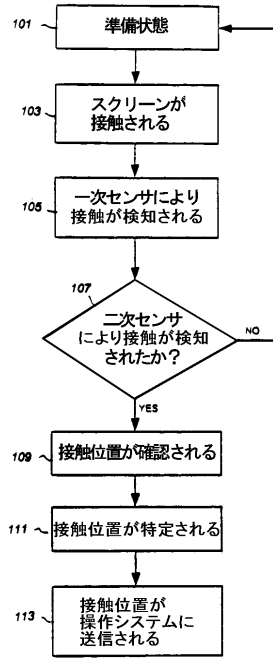 101
準備状態
103
スクリーンが
接触される
105
一次センサにより
接触が検知される
107
二次センサ
により接触が検知
されたか?
NO
YES
109
接触位置が確認される
111
接触位置が特定される
113
接触位置が
操作システムに
送信される